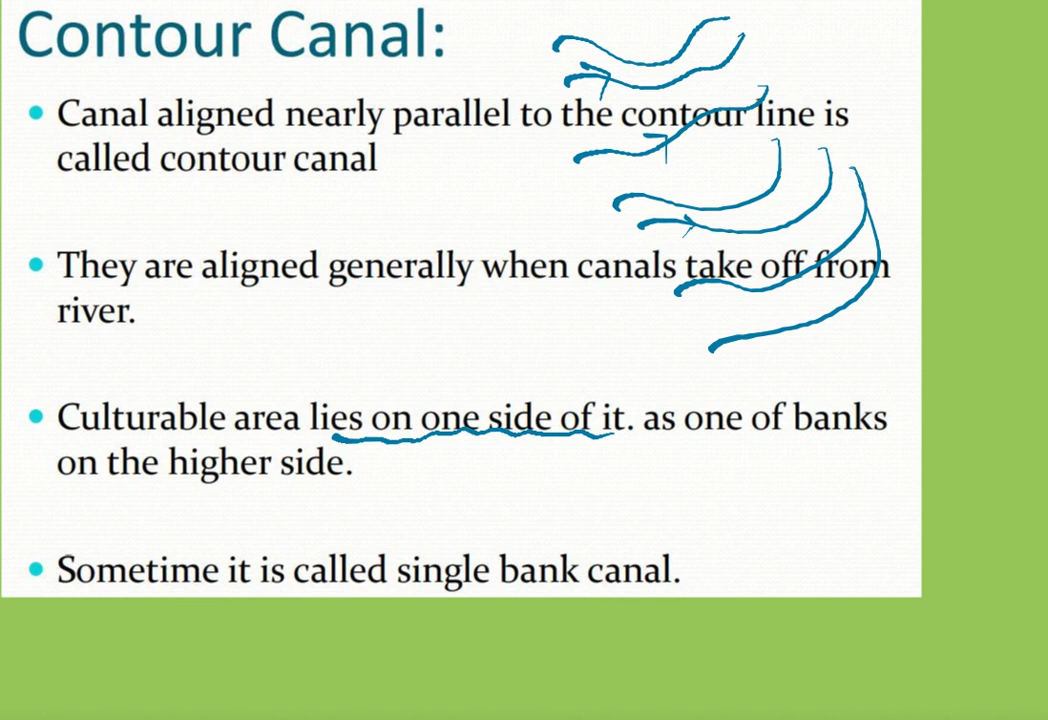 Contour Canal:
• Canal aligned nearly parallel to the contour line is
called contour canal
• They are aligned generally when canals take off from
river.
• Culturable area lies on one side of it. as one of banks
on the higher side.
• Sometime it is called single bank canal.